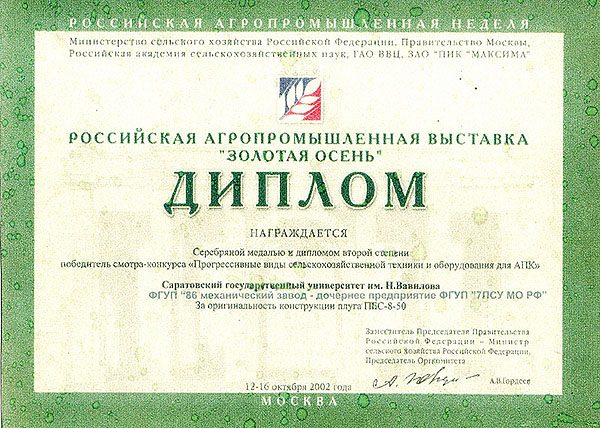 РОССИЙСКАЯ АГРОПРОМЫШЛЕННАЯ НЕДЕЛЯ
Министерство сельского хозяйства Российской Федерации, Правительство Москвы,
Российская академия сельскохозяйственных наук, ГАО ВВЦ, ЗАО "ПИК "МАКСИМА"
РОССИЙСКАЯ АГРОПРОМЫШЛЕННАЯ ВЫСТАВКА
"ЗОЛОТАЯ ОСЕНЬ"
ДИПЛОМ
НАГРАЖДАЕТСЯ
Серебряной медалью и дипломом второй степени
победитель смотра-конкурса «Прогрессивные виды сельскохозяйственной техники и оборудования для АПК»
Саратовский государственный университет им. Н.Вавилова
ФГУП "86 механический завод - дочернее предприятие ФГУП "7ПСУ МО РФ"
За оригинальность конструкции плуга ПБС-8-50
Заместитель Председателя Правительства
Российской Федерации – Министр
сельского Хозяйства Российской Федерации,
Председатель Оргкомитета
А.В.Гордеев
12-16 октября 2002 года
МОСКВА